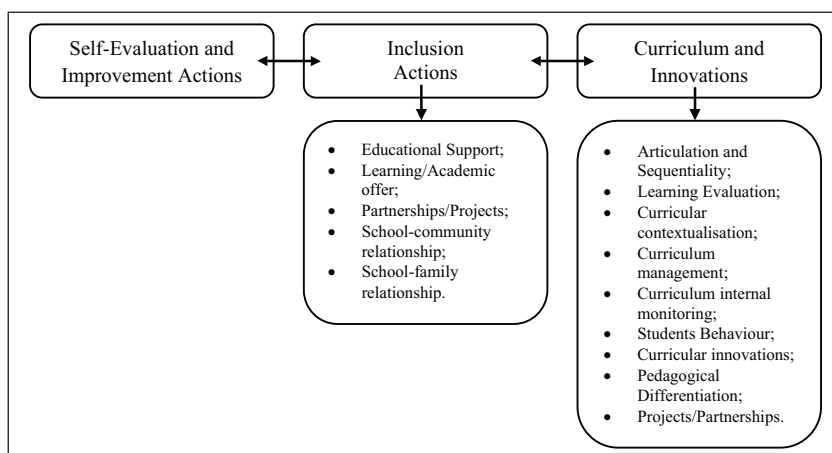 Self-Evaluation and
Improvement Actions
Inclusion
Actions
Curriculum and
Innovations
• Educational Support;
• Learning/Academic
offer;
• Partnerships/Projects;
• School-community
relationship;
• School-family
relationship.
• Articulation and
Sequentiality;
• Learning Evaluation;
• Curricular
contextualisation;
• Curriculum
management;
• Curriculum internal
monitoring;
• Students Behaviour;
• Curricular innovations;
• Pedagogical
Differentiation;
• Projects/Partnerships.